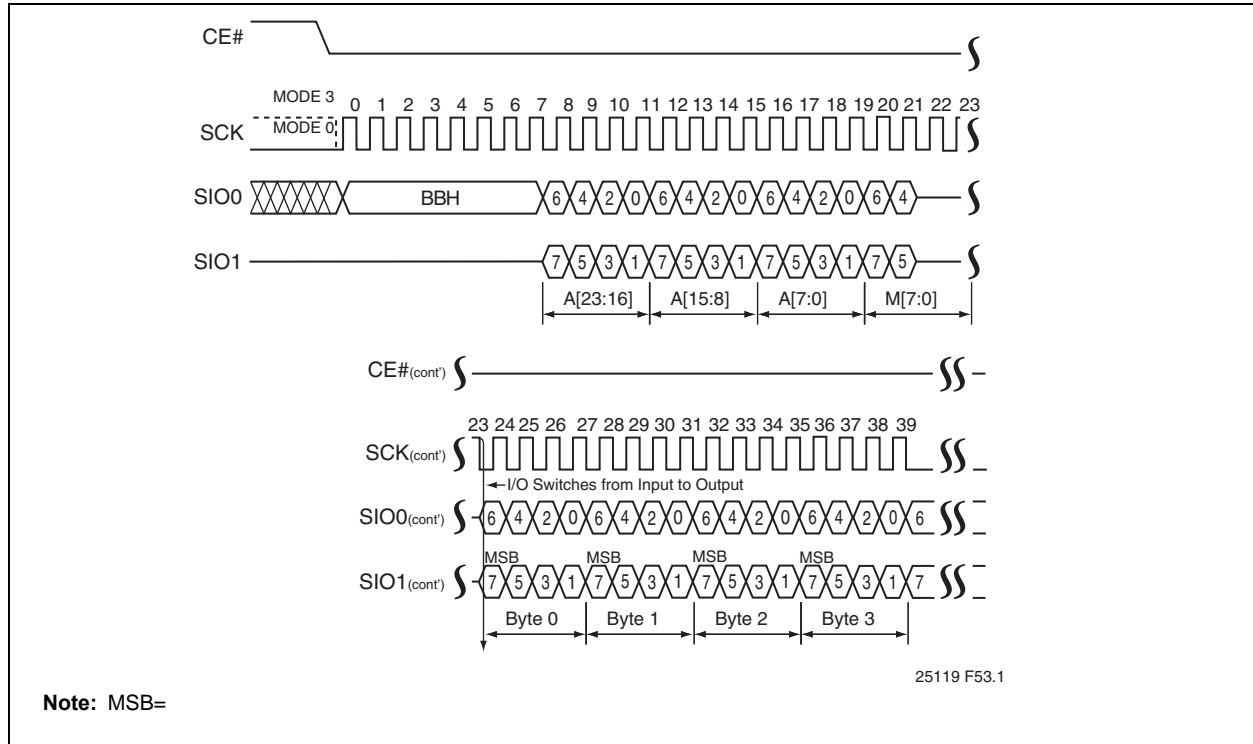 CE#
MODE 3
0 1 2 3 4 5 6 7 8 9 10 11 12 13 14 15 16 17 18 19 20 21 22 23
SCK
MODE 0
SIO0
BBH
6 4 2 0 6 4 2 0 6 4 2 0 6 4
SIO1
7 5 3 1 7 5 3 1 7 5 3 1 7 5
A[23:16] A[15:8] A[7:0] M[7:0]
CE#(cont')
23 24 25 26 27 28 29 30 31 32 33 34 35 36 37 38 39
SCK(cont')
I/O Switches from Input to Output
SIO0(cont')
6 4 2 0 6 4 2 0 6 4 2 0 6 4 2 0 6
MSB MSB MSB MSB
SIO1(cont')
7 5 3 1 7 5 3 1 7 5 3 1 7 5 3 1 7
Byte 0 Byte 1 Byte 2 Byte 3
25119 F53.1
Note: MSB=